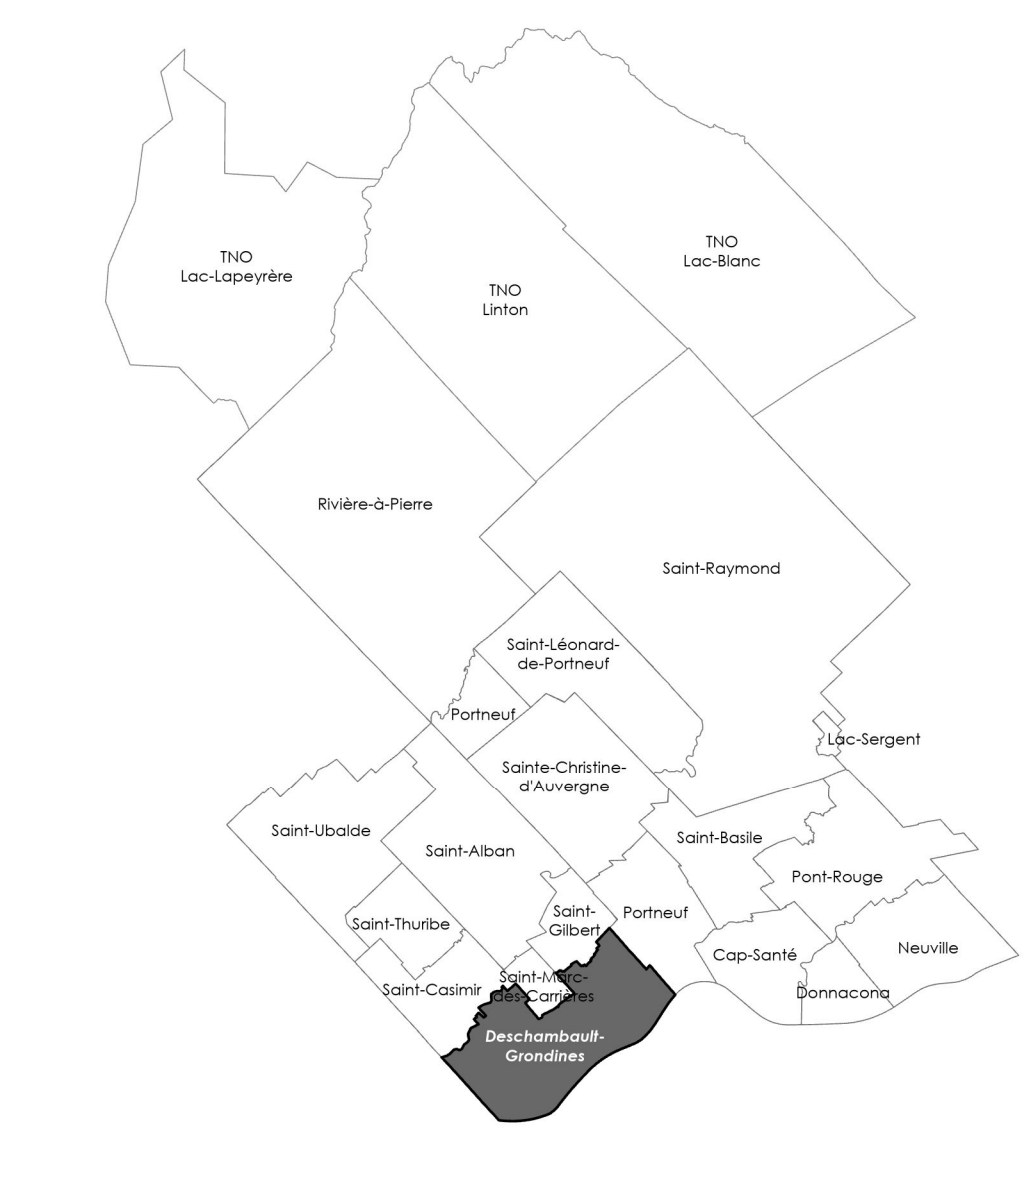 TNO
Lac-Blanc
TNO
Lac-Lapeyrère
TNO
Linton
Rivière-à-Pierre
Saint-Raymond
Saint-Léonard-
de-Portneuf
Portneuf
Lac-Sergent
Sainte-Christine-
d'Auvergne
Saint-Ubalde
Saint-Basile
Saint-Alban
Pont-Rouge
Saint-
Gilbert
Portneuf
Saint-Thuribe
Neuville
Cap-Santé
Saint-Marc-
des-Carrières
Saint-Casimir
Donnacona
Deschambault-
Grondines